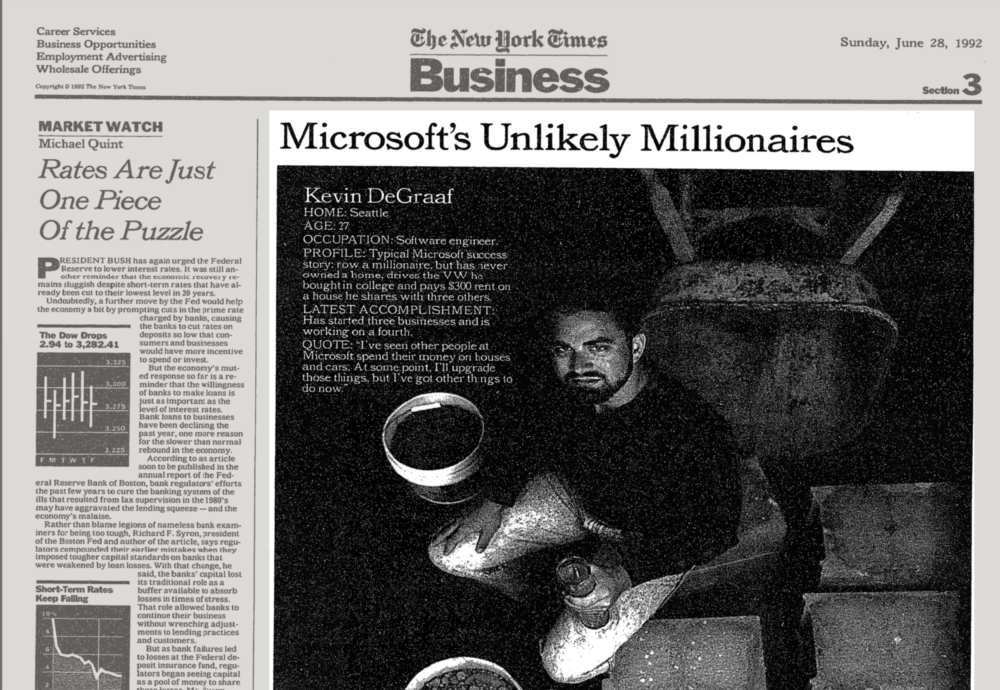 Career Services
Business Opportunities
Employment Advertising
Wholesale Offerings
Copyright © 1992 The New York Times
The New York Times
Business
Sunday, June 28, 1992
Section 3
MARKET WATCH
Michael Quint
Rates Are Just
One Piece
Of the Puzzle
PRESIDENT BUSH has again urged the Federal
Reserve to lower interest rates. It was still an-
other reminder that the economic recovery re-
mains sluggish despite short-term rates that have al-
ready been cut to their lowest level in 20 years.
Undoubtedly, a further move by the Fed would help
the economy a bit by prompting cuts in the prime rate
charged by banks, causing
the banks to cut rates on
deposits so low that con-
sumers and businesses
would have more incentive
to spend or invest.
But the economy's mut-
ed response so far is a re-
minder that the willingness
of banks to make loans is
just as important as the
level of interest rates.
Bank loans to businesses
have been declining the
past year, one more reason
for the slower than normal
rebound in the economy.
According to an article
soon to be published in the
annual report of the Fed-
The Dow Drops
2.94 to 3,282.41
3,325
3,300
3,275
3,250
3,225
F M T W T F
eral Reserve Bank of Boston, bank regulators' efforts
the past few years to cure the banking system of the
ills that resulted from lax supervision in the 1980's
may have aggravated the lending squeeze — and the
economy's malaise.
Rather than blame legions of nameless bank exam-
iners for being too tough, Richard F. Syron, president
of the Boston Fed and author of the article, says regu-
lators compounded their earlier mistakes when they
imposed tougher capital standards on banks that
were weakened by loan losses. With that change, he
said, the banks' capital lost
its traditional role as a
buffer available to absorb
losses in times of stress.
That role allowed banks to
continue their business
without wrenching adjust-
ments to lending practices
and customers.
But as bank failures led
to losses at the Federal de-
posit insurance fund, regu-
lators began seeing capital
as a pool of money to share
Short-Term Rates
Keep Falling
10%
8
6
4
2
Microsoft's Unlikely Millionaires
Kevin DeGraaf
HOME: Seattle
AGE: 27
OCCUPATION: Software engineer.
PROFILE: Typical Microsoft success
story: now a millionaire, but has never
owned a home, drives the VW he
bought in college and pays $300 rent on
a house he shares with three others.
LATEST ACCOMPLISHMENT:
Has started three businesses and is
working on a fourth.
QUOTE: "I've seen other people at
Microsoft spend their money on houses
and cars. At some point, I'll upgrade
those things, but I've got other things to
do now."